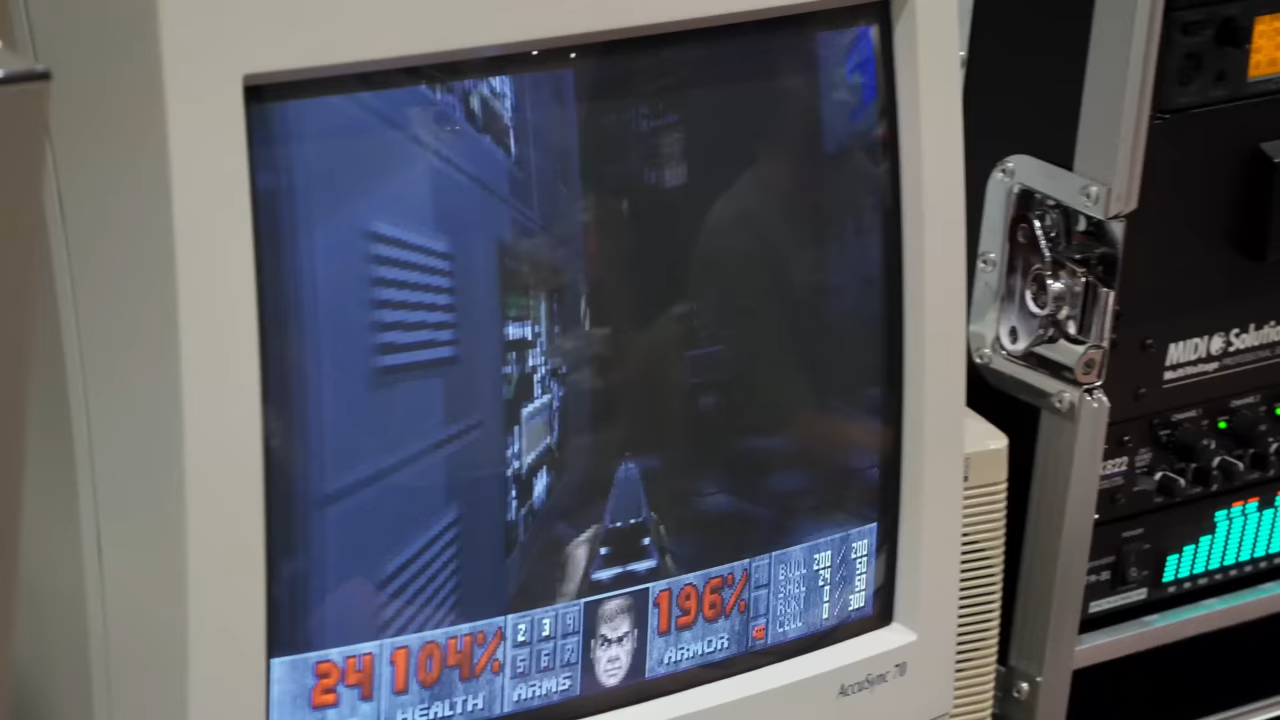 24
104%
HEALTH
2 3 4
5 6 7
ARMS
196%
ARMOR
BULL 200 / 200
SHEL 24 / 50
RCKT 0 / 50
CELL 0 / 300
AccuSync 70
MIDI Solutio